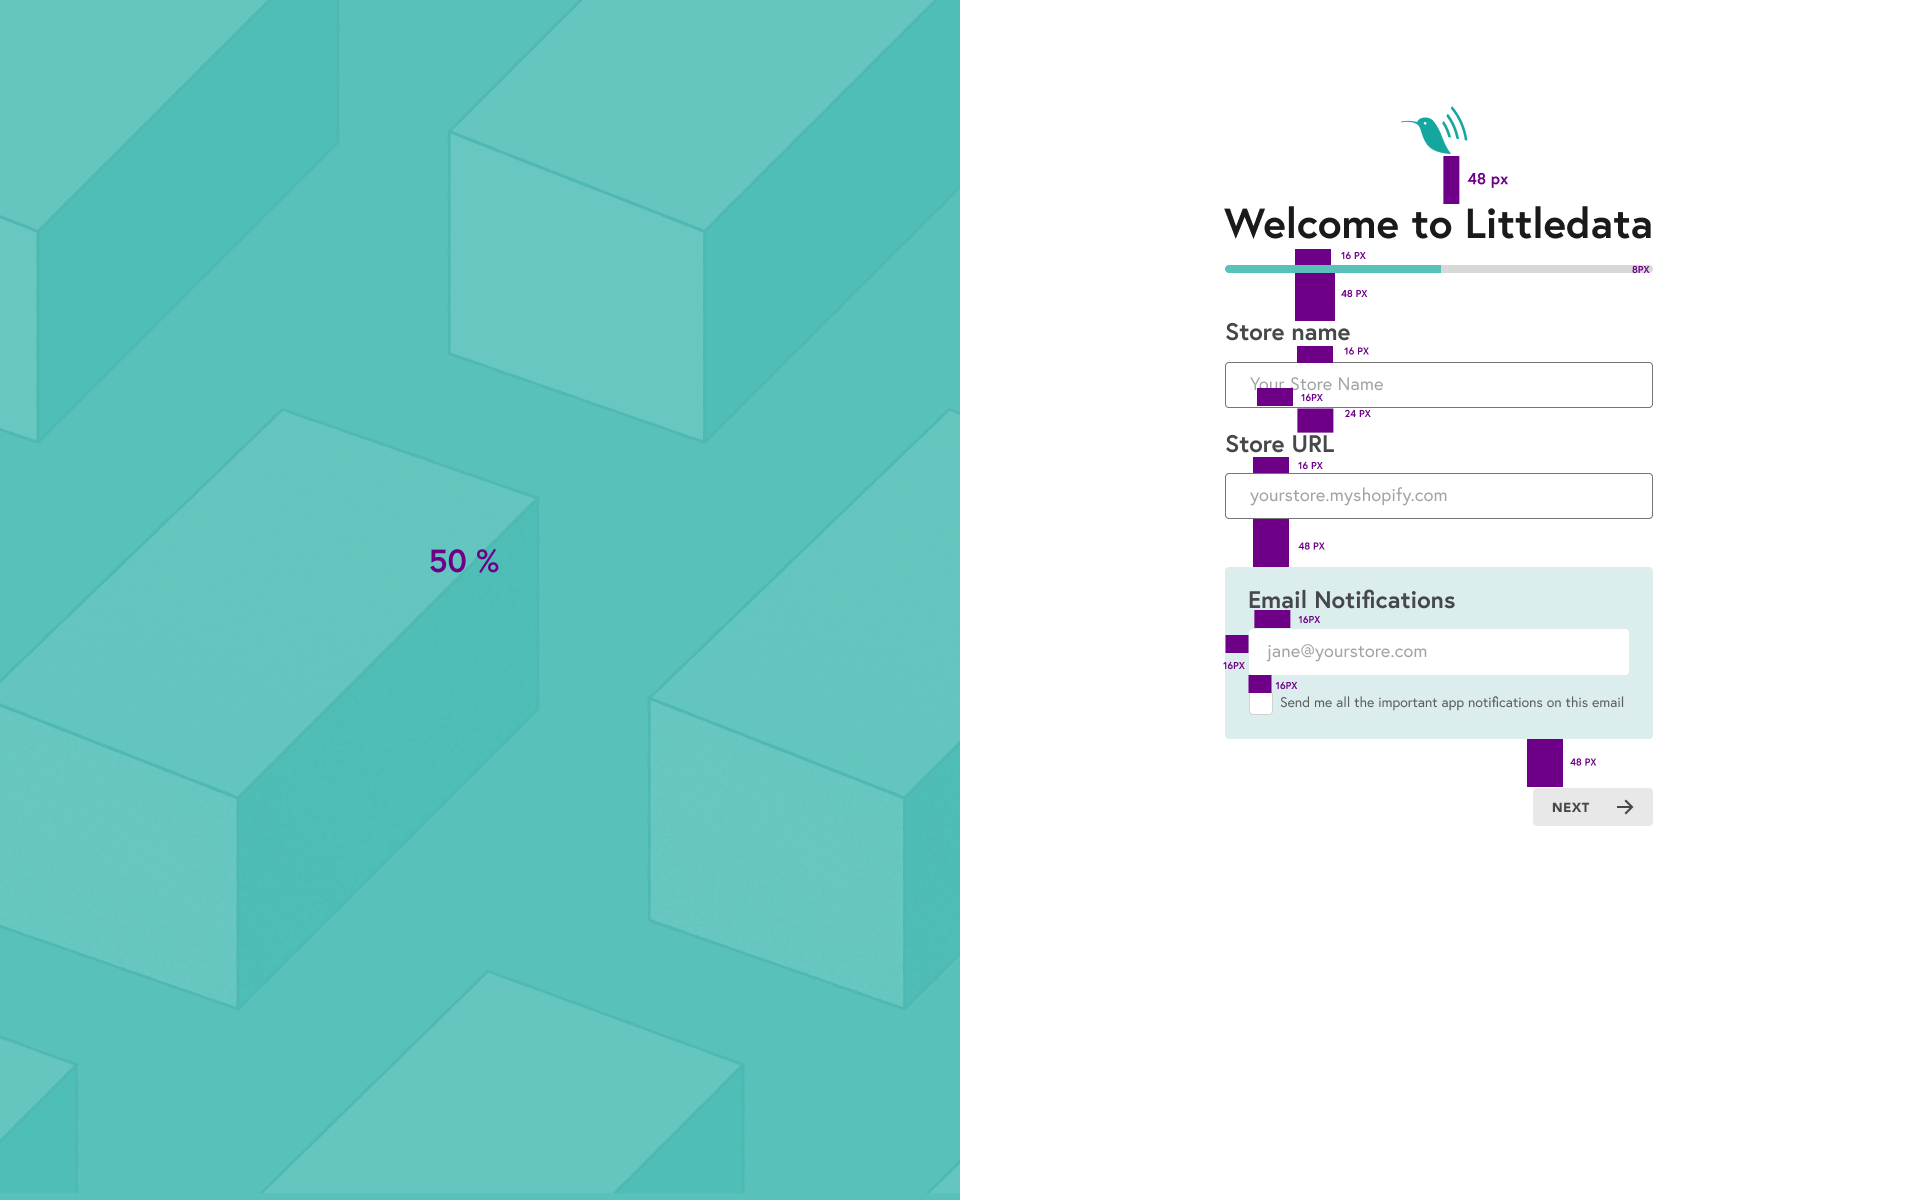 50 %
48 px
Welcome to Littledata
16 PX
8PX
48 PX
Store name
16 PX
Your Store Name
16PX
24 PX
Store URL
16 PX
yourstore.myshopify.com
48 PX
Email Notifications
16PX
jane@yourstore.com
16PX
16PX
Send me all the important app notifications on this email
48 PX
NEXT